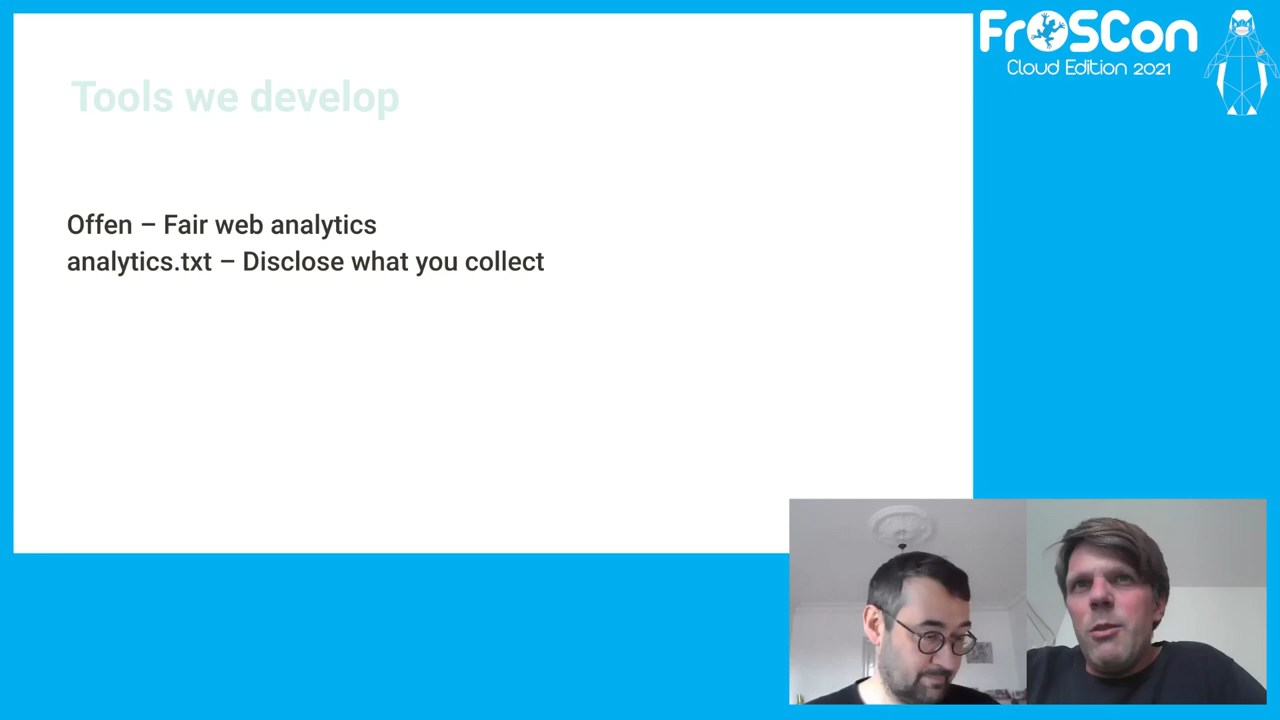 FrOSCon
Cloud Edition 2021
Tools we develop
Offen – Fair web analytics
analytics.txt – Disclose what you collect